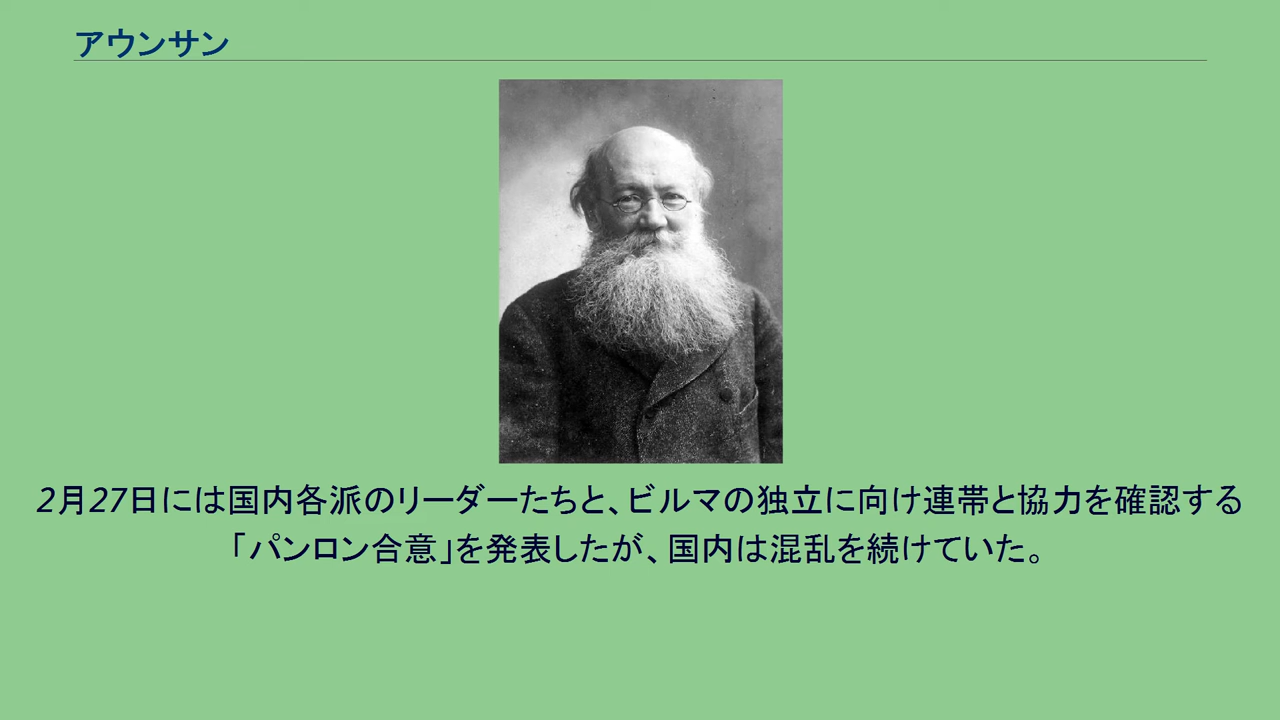 アウンサン
2月27日には国内各派のリーダーたちと、ビルマの独立に向け連帯と協力を確認する
「パンロン合意」を発表したが、国内は混乱を続けていた。